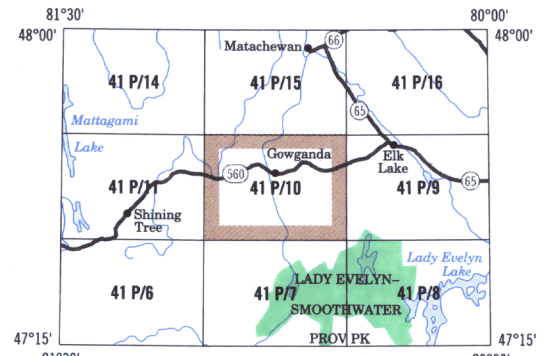 81°30'
80°00'
48°00'
48°00'
66
Matachewan
41 P/14
41 P/15
41 P/16
65
Mattagami
Lake
Gowganda
Elk
Lake
560
41 P/10
41 P/9
65
Shining
Tree
LADY EVELYN–
SMOOTHWATER
PROV PK
Lady Evelyn
Lake
41 P/6
41 P/7
41 P/8
47°15'
47°15'